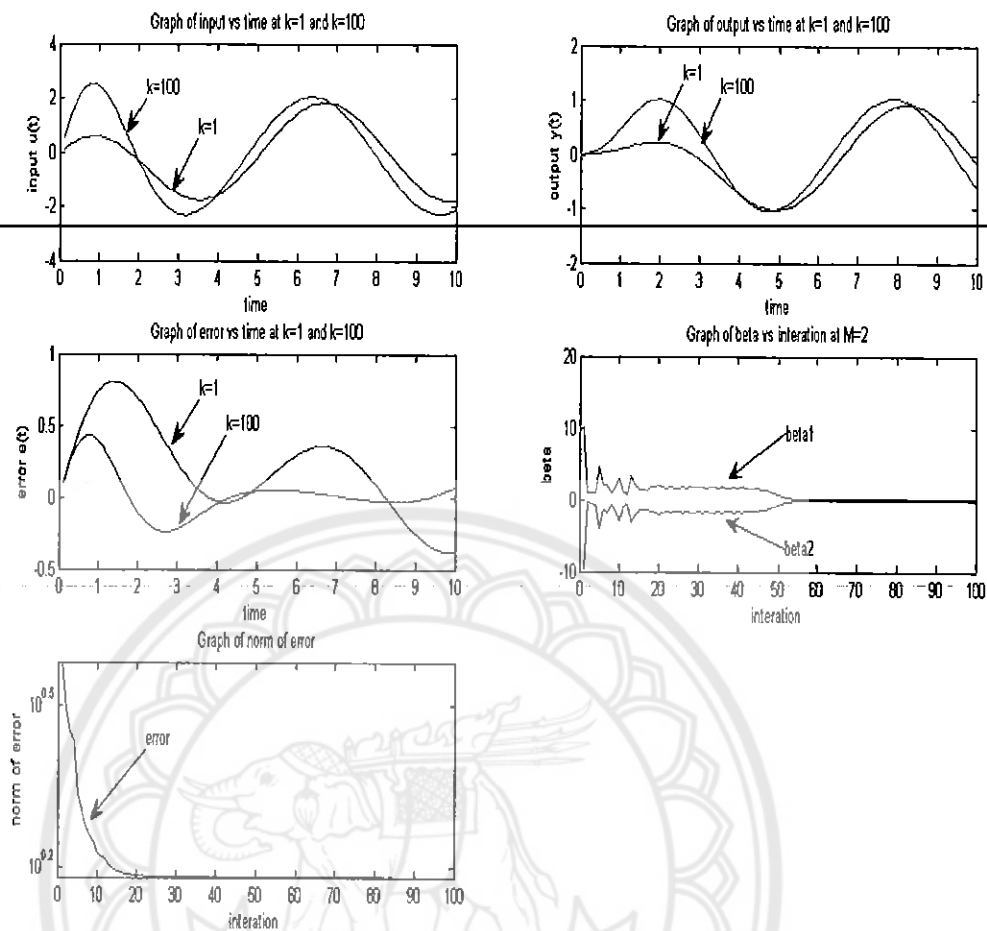 Graph of input vs time at k=1 and k=100
4
2
0
-2
-4
input u(t)
k=100
k=1
0 1 2 3 4 5 6 7 8 9 10
time
Graph of output vs time at k=1 and k=100
2
1
0
-1
-2
output y(t)
k=1
k=100
0 1 2 3 4 5 6 7 8 9 10
time
Graph of error vs time at k=1 and k=100
1
0.5
0
-0.5
error e(t)
k=1
k=100
0 1 2 3 4 5 6 7 8 9 10
time
Graph of beta vs interation at M=2
20
10
0
-10
beta
beta1
beta2
0 10 20 30 40 50 60 70 80 90 100
interation
Graph of norm of error
10^0.5
10^0.2
norm of error
error
0 10 20 30 40 50 60 70 80 90 100
interation